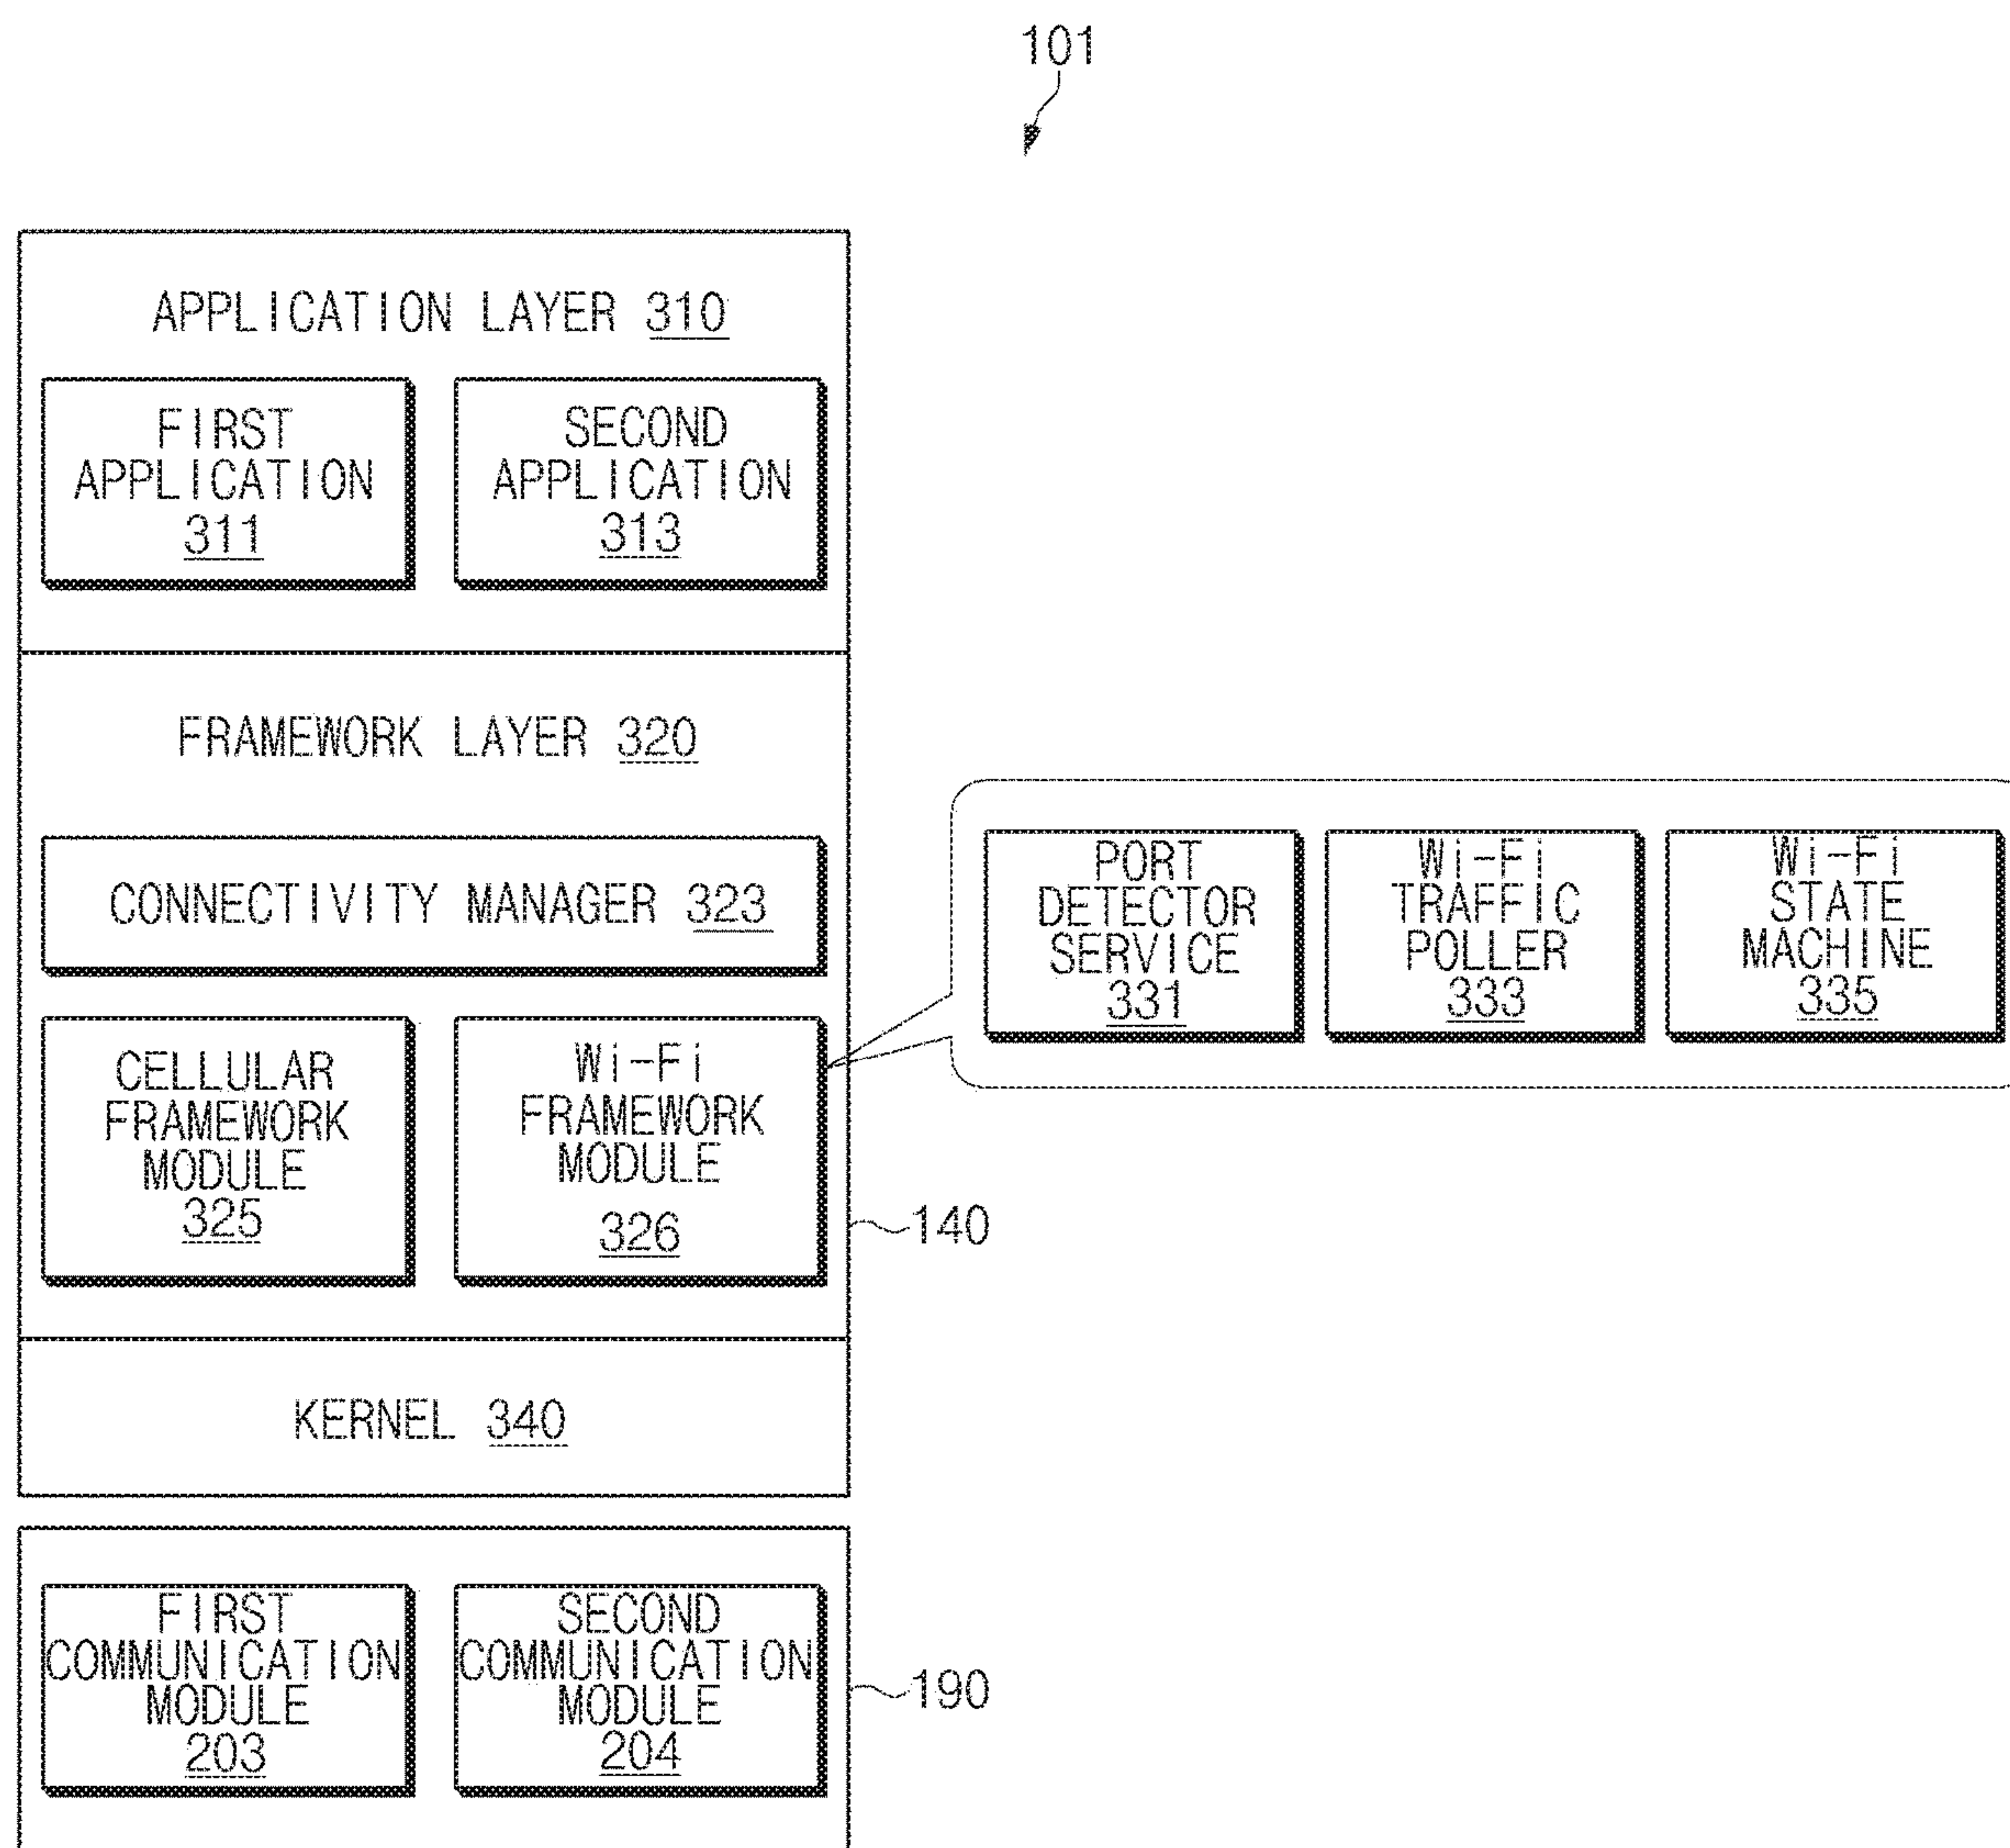 101
APPLICATION LAYER 310
FIRST
APPLICATION
311
SECOND
APPLICATION
313
FRAMEWORK LAYER 320
CONNECTIVITY MANAGER 323
CELLULAR
FRAMEWORK
MODULE
325
Wi-Fi
FRAMEWORK
MODULE
326
PORT
DETECTOR
SERVICE
331
Wi-Fi
TRAFFIC
POLLER
333
Wi-Fi
STATE
MACHINE
335
140
KERNEL 340
FIRST
COMMUNICATION
MODULE
203
SECOND
COMMUNICATION
MODULE
204
190